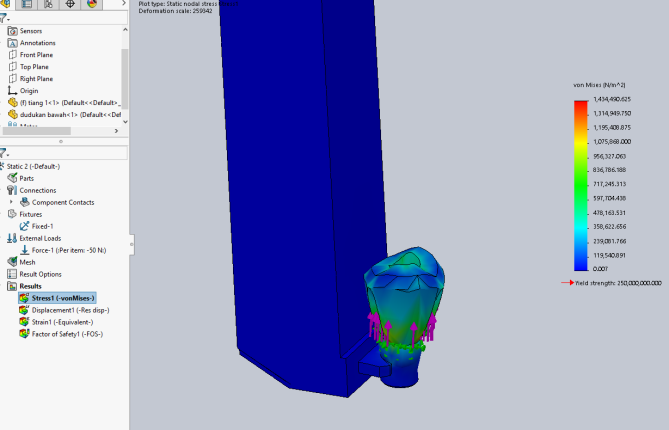 Plot type: Static nodal stress
Deformation scale: 259342
Sensors
Annotations
Front Plane
Top Plane
Right Plane
Origin
(f) tiang 1<1> (Default<<Default>_
dudukan bawah<1> (Default<<Def
Static 2 (-Default-)
Parts
Connections
Component Contacts
Fixtures
Fixed-1
External Loads
Force-1 (:Per item: -50 N:)
Mesh
Result Options
Results
Stress1 (-vonMises-)
Displacement1 (-Res disp-)
Strain1 (-Equivalent-)
Factor of Safety1 (-FOS-)
von Mises (N/m^2)
1,434,490.625
1,314,949.750
1,195,408.875
1,075,868.000
956,327.063
836,786.188
717,245.313
597,704.438
478,163.531
358,622.656
239,081.766
119,540.891
0.007
Yield strength: 250,000,000.000